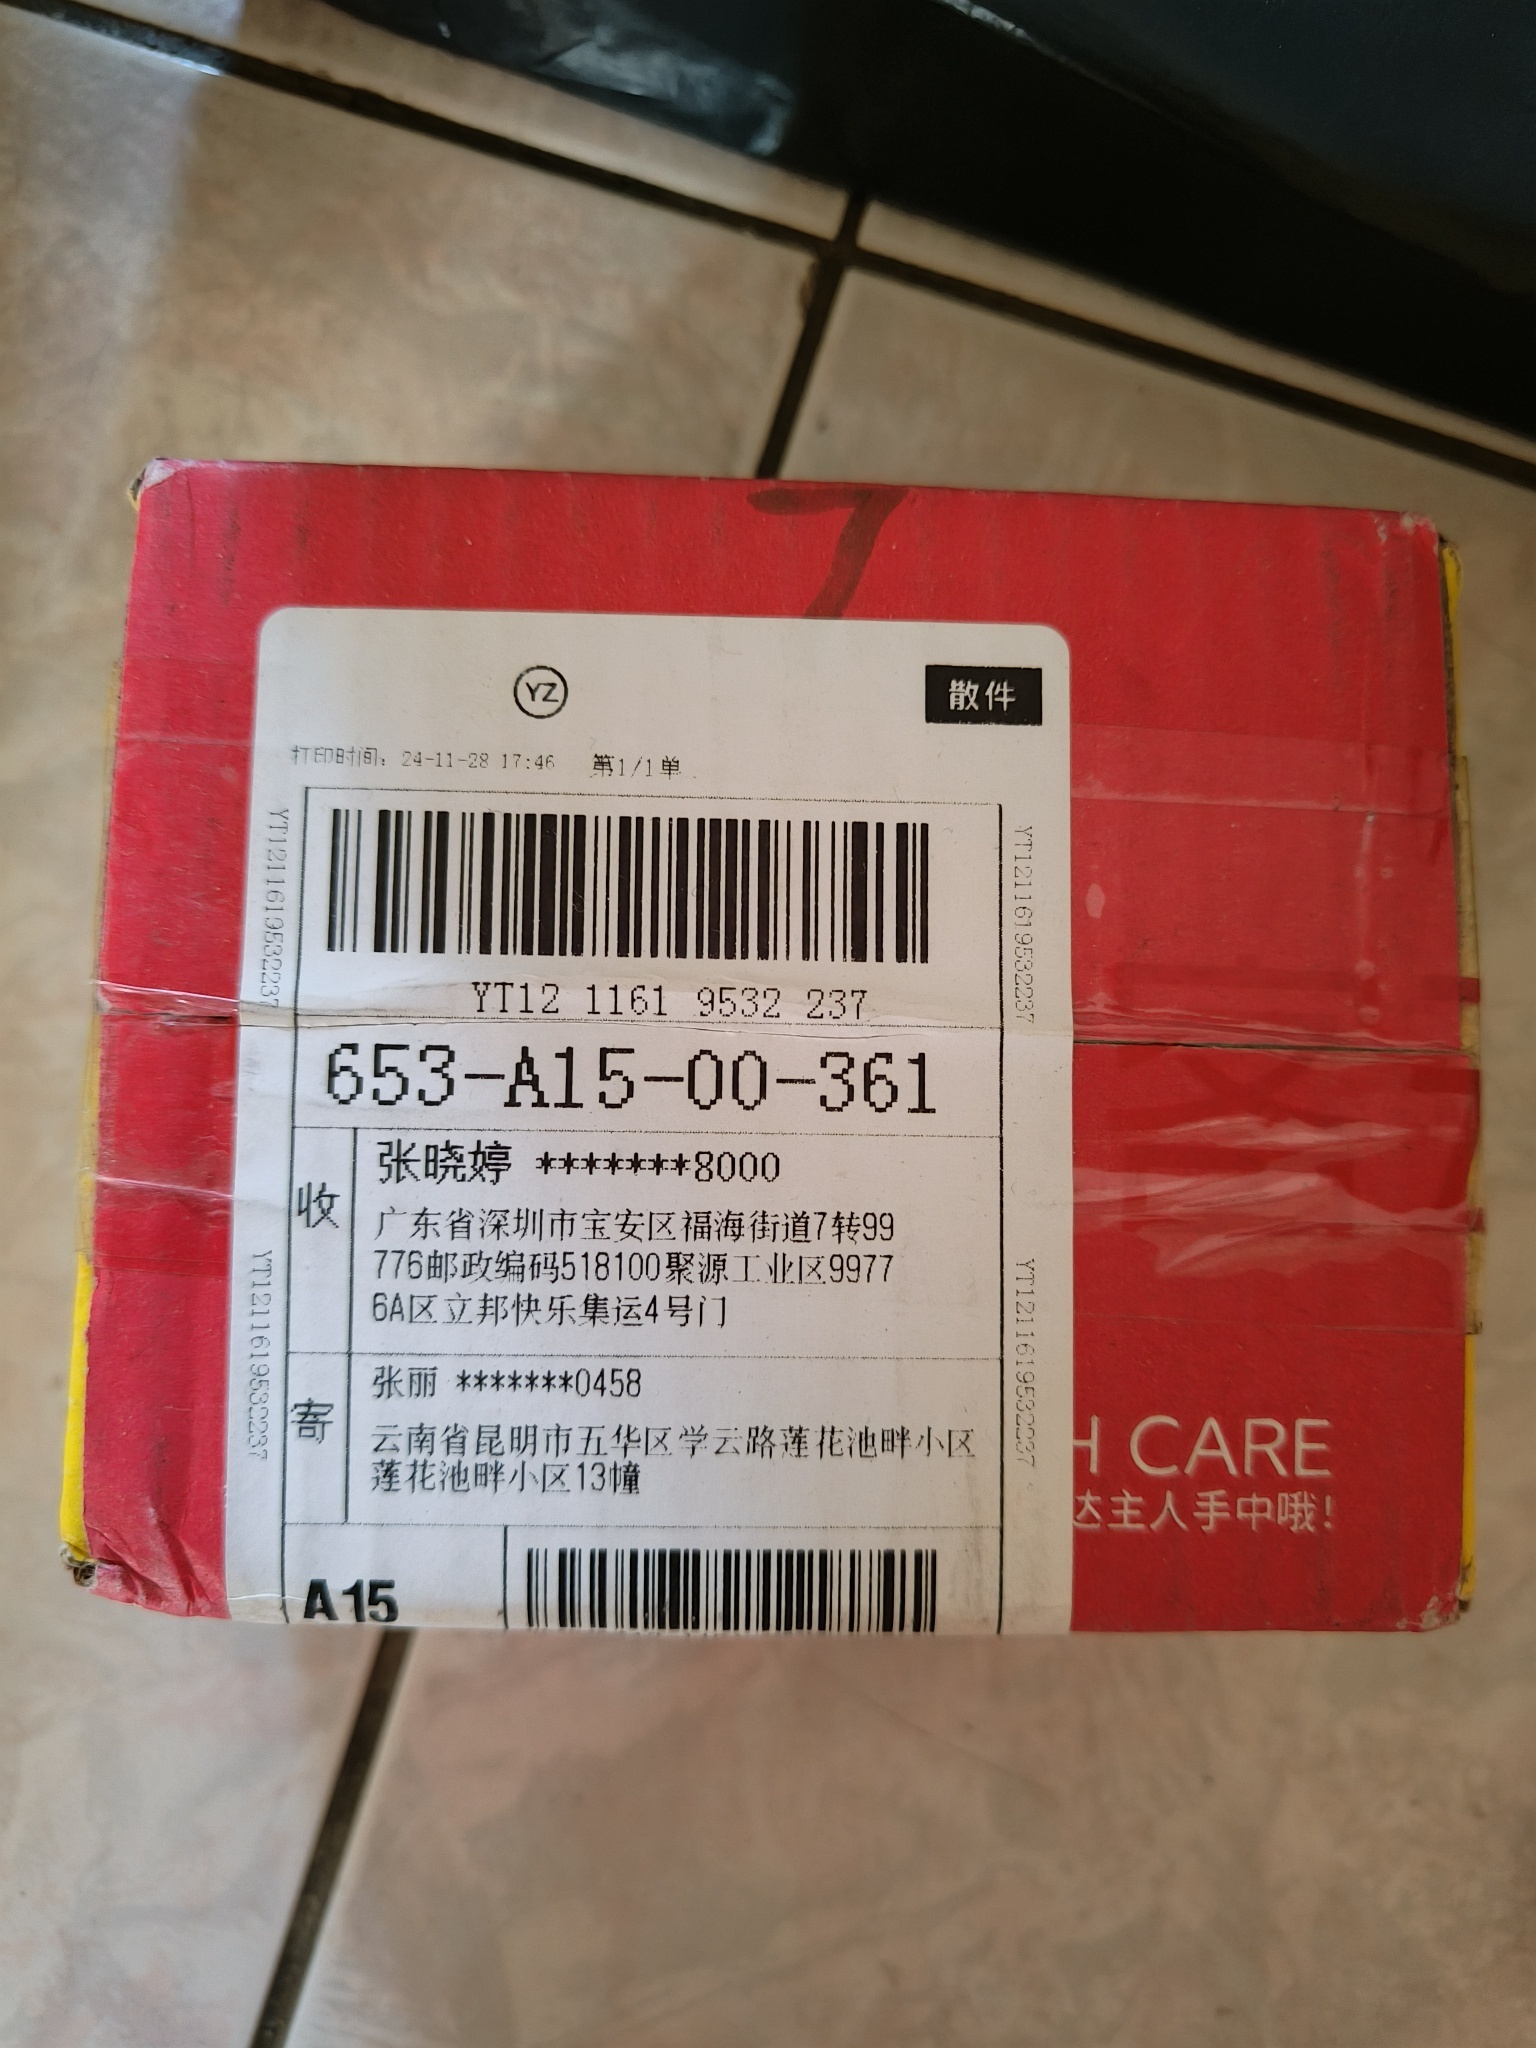 7
YZ
散件
打印时间: 24-11-28 17:46 第1/1单
YT1211619532237
YT1211619532237
YT12 1161 9532 237
653-A15-00-361
收
张晓婷 *******8000
广东省深圳市宝安区福海街道7转99
776邮政编码518100聚源工业区9977
6A区立邦快乐集运4号门
YT1211619532237
YT1211619532237
寄
张丽 *******0458
云南省昆明市五华区学云路莲花池畔小区
莲花池畔小区13幢
H CARE
达主人手中哦!
A15